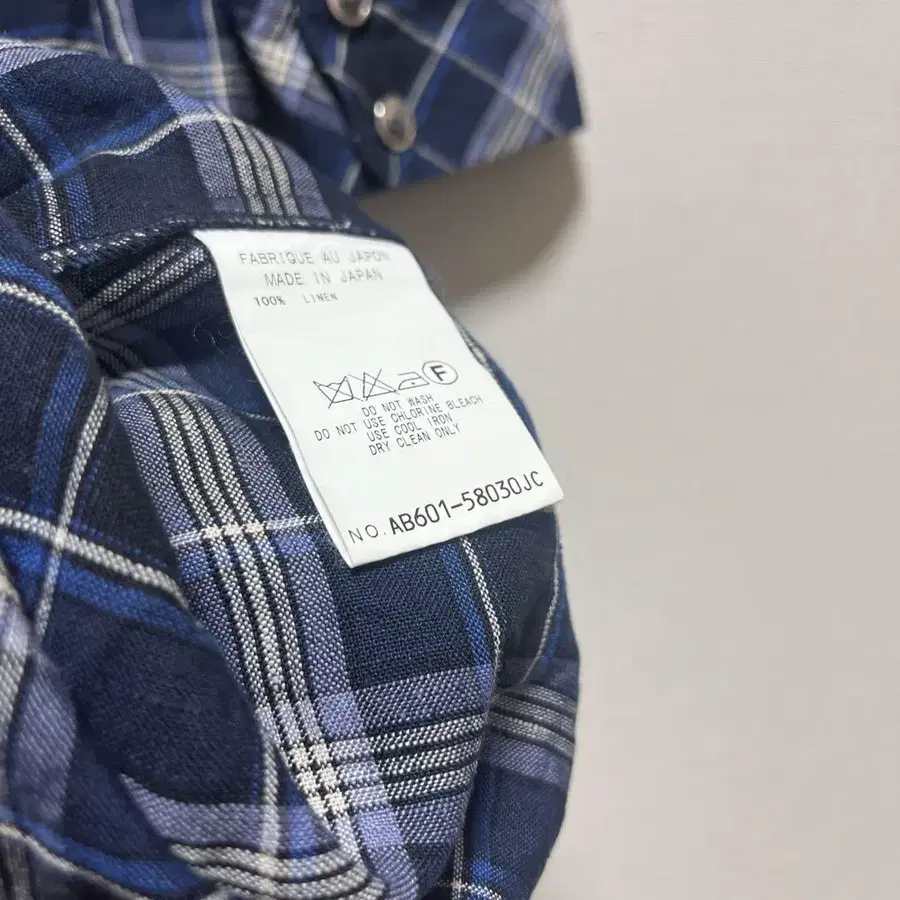 FABRIQUE AU JAPON
MADE IN JAPAN
100% LINEN
F
DO NOT WASH
DO NOT USE CHLORINE BLEACH
USE COOL IRON
DRY CLEAN ONLY
NO. AB601-58030JC